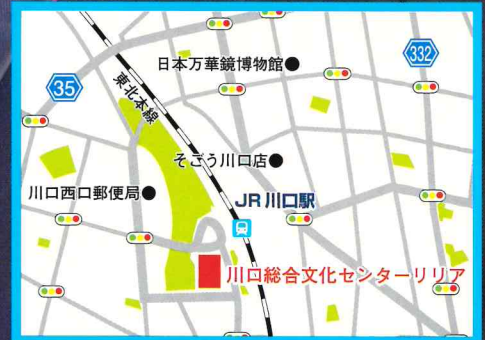 日本万華鏡博物館
332
35
東北本線
そごう川口店
川口西口郵便局
JR川口駅
川口総合文化センターリリア